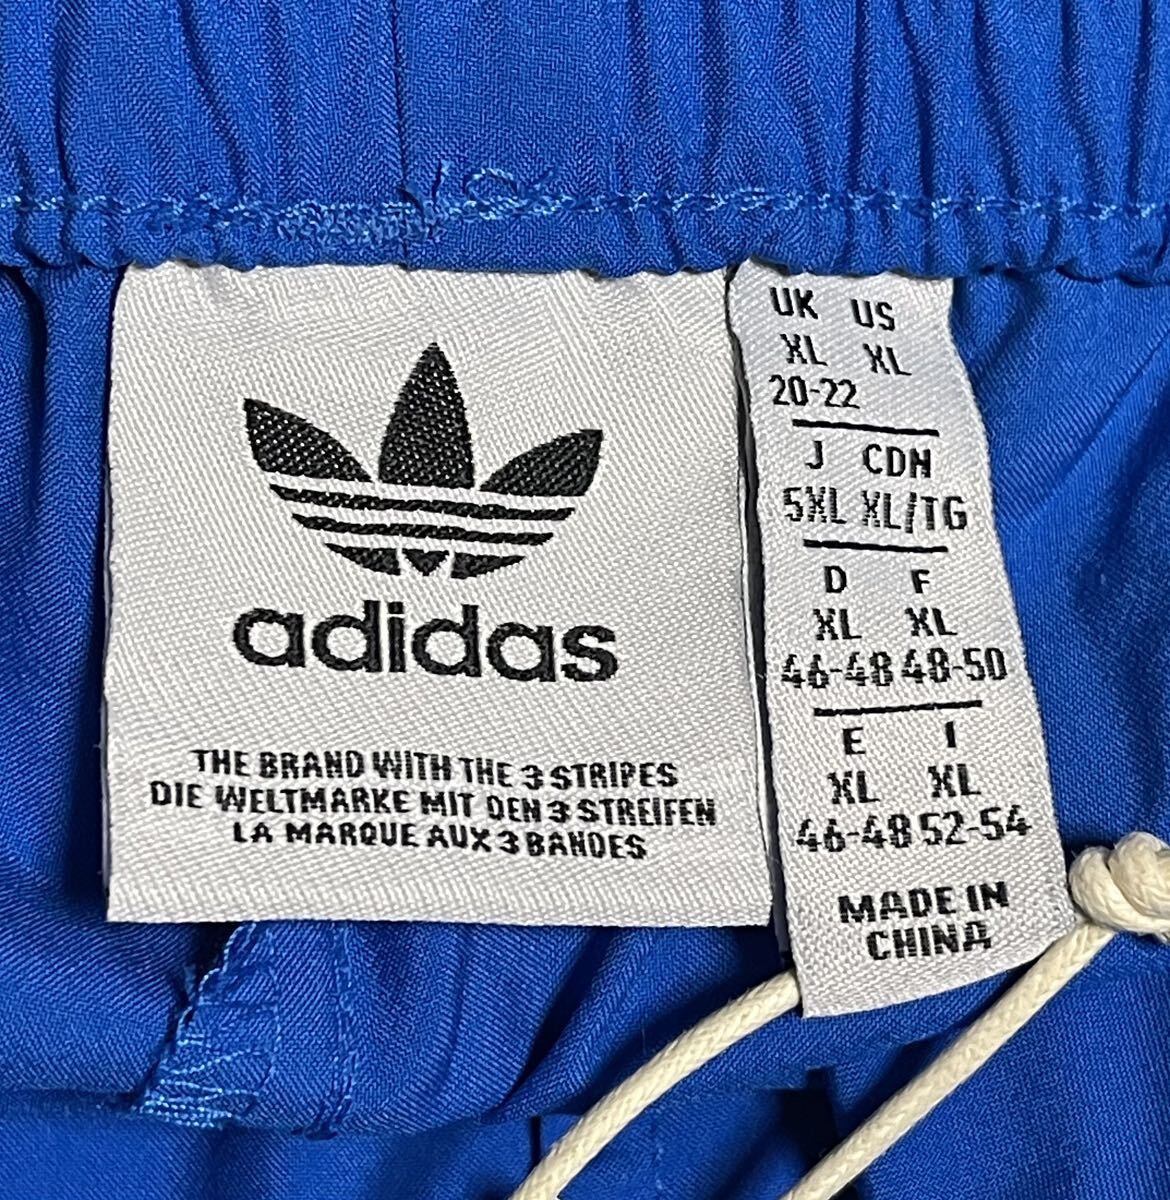 adidas
THE BRAND WITH THE 3 STRIPES
DIE WELTMARKE MIT DEN 3 STREIFEN
LA MARQUE AUX 3 BANDES
UK US
XL XL
20-22
J CDN
5XL XL/TG
D F
XL XL
46-48 48-50
E I
XL XL
46-48 52-54
MADE IN
CHINA